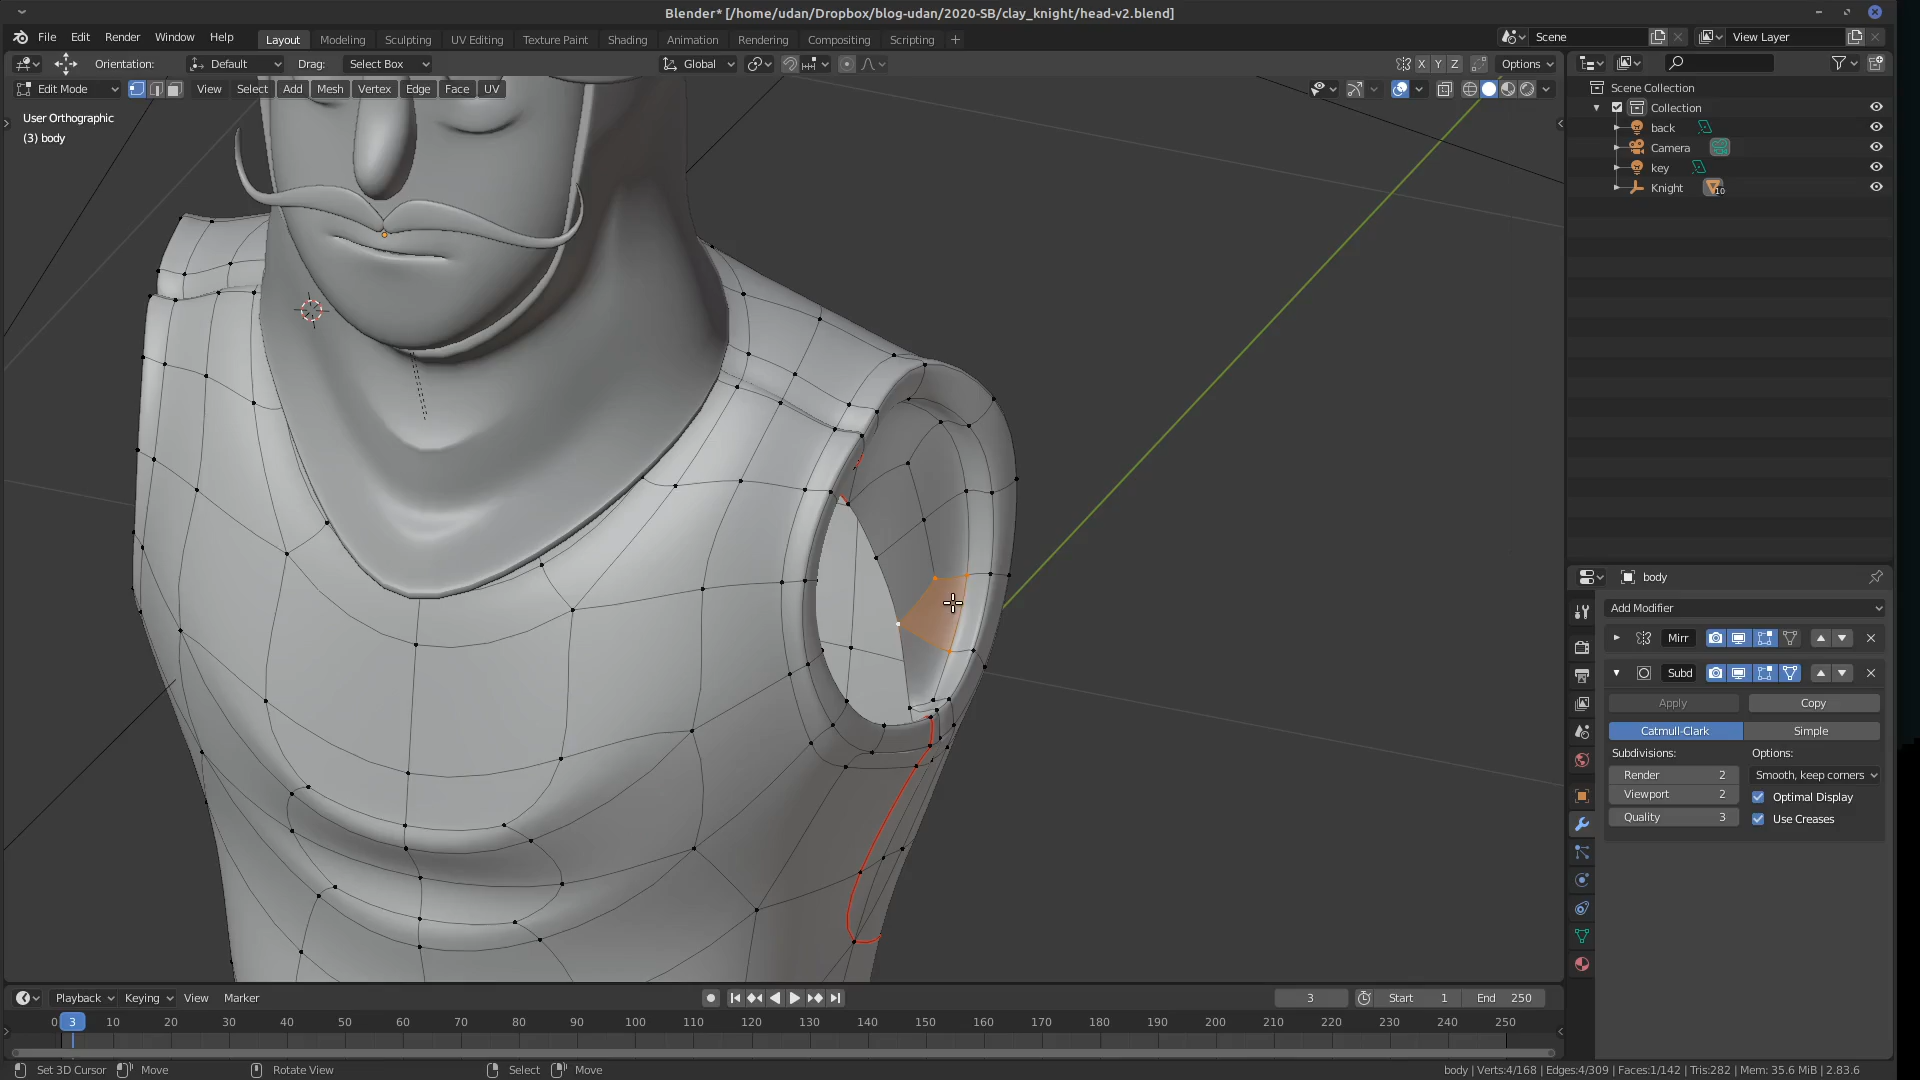 Blender* [/home/udan/Dropbox/blog-udan/2020-SB/clay_knight/head-v2.blend]
File Edit Render Window Help Layout Modeling Sculpting UV Editing Texture Paint Shading Animation Rendering Compositing Scripting + Scene View Layer
Orientation: Default Drag: Select Box Global X Y Z Options
Edit Mode View Select Add Mesh Vertex Edge Face UV
User Orthographic
(3) body
Scene Collection
Collection
back
Camera
key
Knight 10
body
Add Modifier
Mirr
Subd
Apply Copy
Catmull-Clark Simple
Subdivisions: Options:
Render 2 Smooth, keep corners
Viewport 2 Optimal Display
Quality 3 Use Creases
Playback Keying View Marker 3 Start 1 End 250
0 3 10 20 30 40 50 60 70 80 90 100 110 120 130 140 150 160 170 180 190 200 210 220 230 240 250
Set 3D Cursor Move Rotate View Select Move body | Verts:4/168 | Edges:4/309 | Faces:1/142 | Tris:282 | Mem: 35.6 MiB | 2.83.6